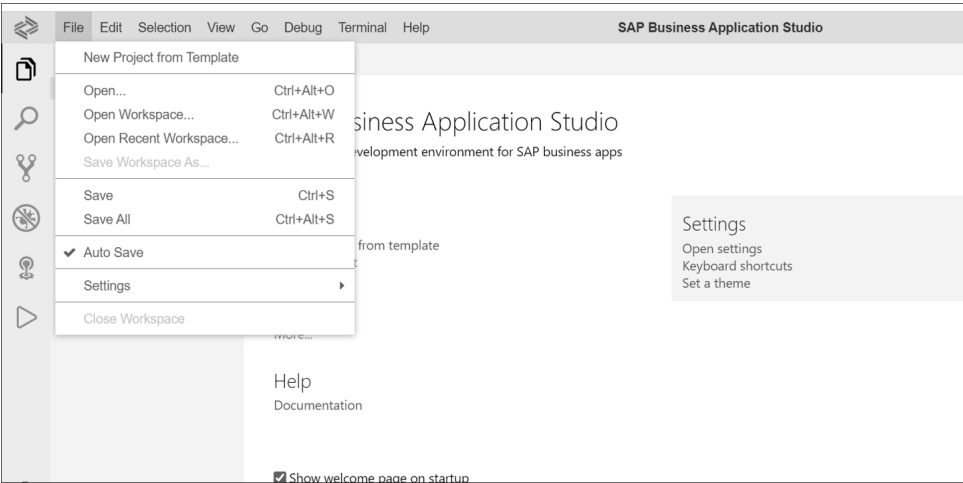 File Edit Selection View Go Debug Terminal Help SAP Business Application Studio
New Project from Template
Open... Ctrl+Alt+O
Open Workspace... Ctrl+Alt+W
Open Recent Workspace... Ctrl+Alt+R
Save Workspace As...
Save Ctrl+S
Save All Ctrl+Alt+S
Auto Save
Settings
Close Workspace
siness Application Studio
evelopment environment for SAP business apps
from template
Settings
Open settings
Keyboard shortcuts
Set a theme
More...
Help
Documentation
Show welcome page on startup